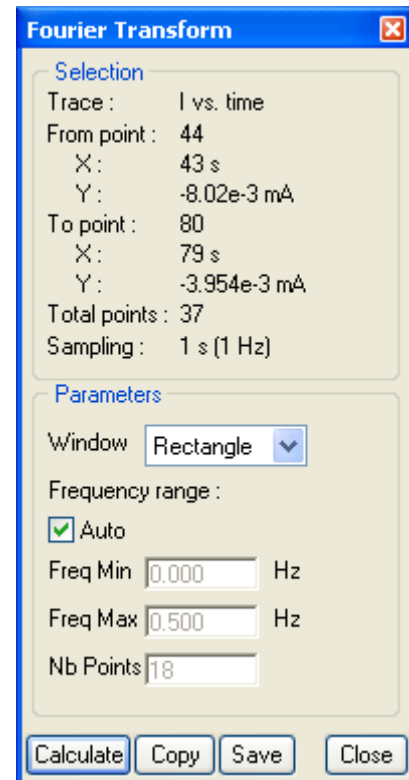 Fourier Transform
Selection
Trace : I vs. time
From point : 44
X : 43 s
Y : -8.02e-3 mA
To point : 80
X : 79 s
Y : -3.954e-3 mA
Total points : 37
Sampling : 1 s (1 Hz)
Parameters
Window Rectangle
Frequency range :
Auto
Freq Min 0.000 Hz
Freq Max 0.500 Hz
Nb Points 18
Calculate Copy Save Close